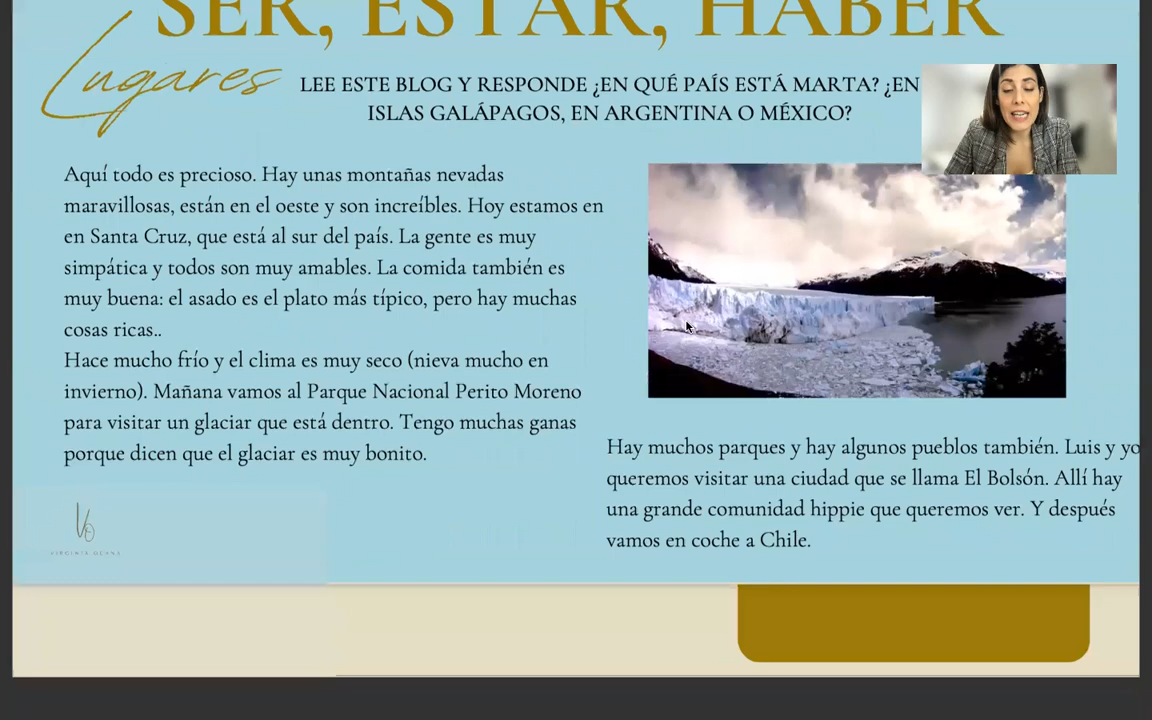 SER, ESTAR, HABER
Lugares
LEE ESTE BLOG Y RESPONDE ¿EN QUÉ PAÍS ESTÁ MARTA? ¿EN
ISLAS GALÁPAGOS, EN ARGENTINA O MÉXICO?
Aquí todo es precioso. Hay unas montañas nevadas
maravillosas, están en el oeste y son increíbles. Hoy estamos en
en Santa Cruz, que está al sur del país. La gente es muy
simpática y todos son muy amables. La comida también es
muy buena: el asado es el plato más típico, pero hay muchas
cosas ricas..
Hace mucho frío y el clima es muy seco (nieva mucho en
invierno). Mañana vamos al Parque Nacional Perito Moreno
para visitar un glaciar que está dentro. Tengo muchas ganas
porque dicen que el glaciar es muy bonito.
Hay muchos parques y hay algunos pueblos también. Luis y yo
queremos visitar una ciudad que se llama El Bolsón. Allí hay
una grande comunidad hippie que queremos ver. Y después
vamos en coche a Chile.
VO
VIRGINIA OCAÑA